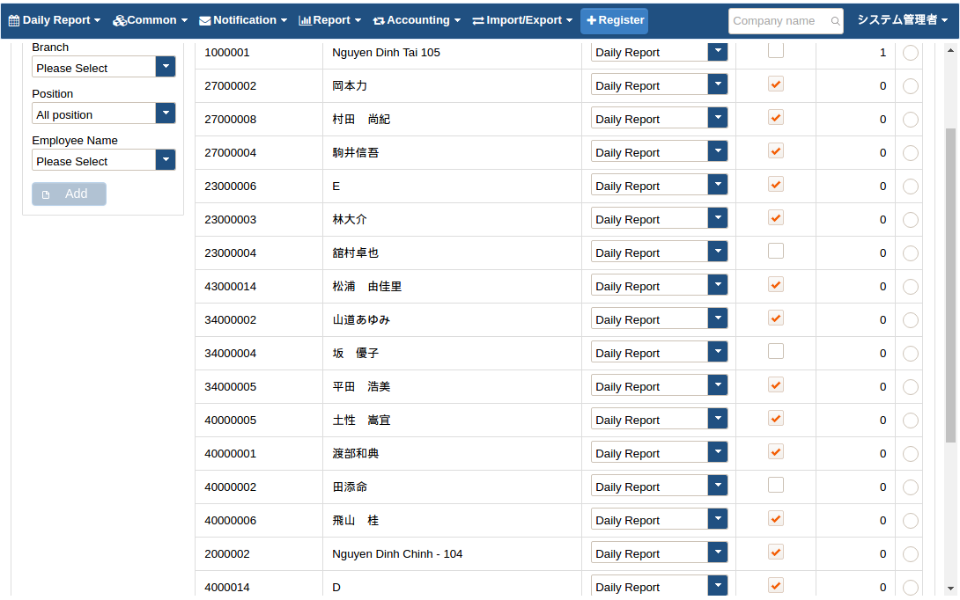 Daily Report Common Notification Report Accounting Import/Export Register Company name システム管理者
Branch
Please Select
Position
All position
Employee Name
Please Select
Add
1000001 Nguyen Dinh Tai 105 Daily Report 1
27000002 岡本力 Daily Report 0
27000008 村田　尚紀 Daily Report 0
27000004 駒井信吾 Daily Report 0
23000006 E Daily Report 0
23000003 林大介 Daily Report 0
23000004 舘村卓也 Daily Report 0
43000014 松浦　由佳里 Daily Report 0
34000002 山道あゆみ Daily Report 0
34000004 坂　優子 Daily Report 0
34000005 平田　浩美 Daily Report 0
40000005 土性　嵩宜 Daily Report 0
40000001 渡部和典 Daily Report 0
40000002 田添命 Daily Report 0
40000006 飛山　桂 Daily Report 0
2000002 Nguyen Dinh Chinh - 104 Daily Report 0
4000014 D Daily Report 0